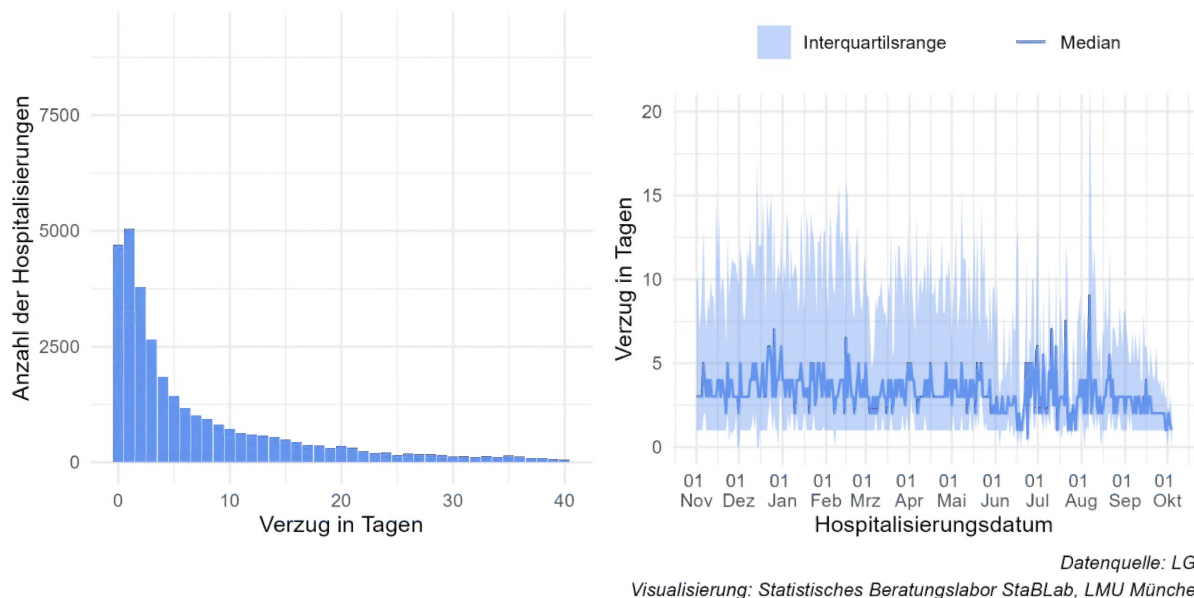 Anzahl der Hospitalisierungen
7500
5000
2500
0
0 10 20 30 40
Verzug in Tagen
Interquartilsrange Median
Verzug in Tagen
20
15
10
5
0
01 01 01 01 01 01 01 01 01 01 01 01
Nov Dez Jan Feb Mrz Apr Mai Jun Jul Aug Sep Okt
Hospitalisierungsdatum
Datenquelle: LG
Visualisierung: Statistisches Beratungslabor StaBLab, LMU Münche